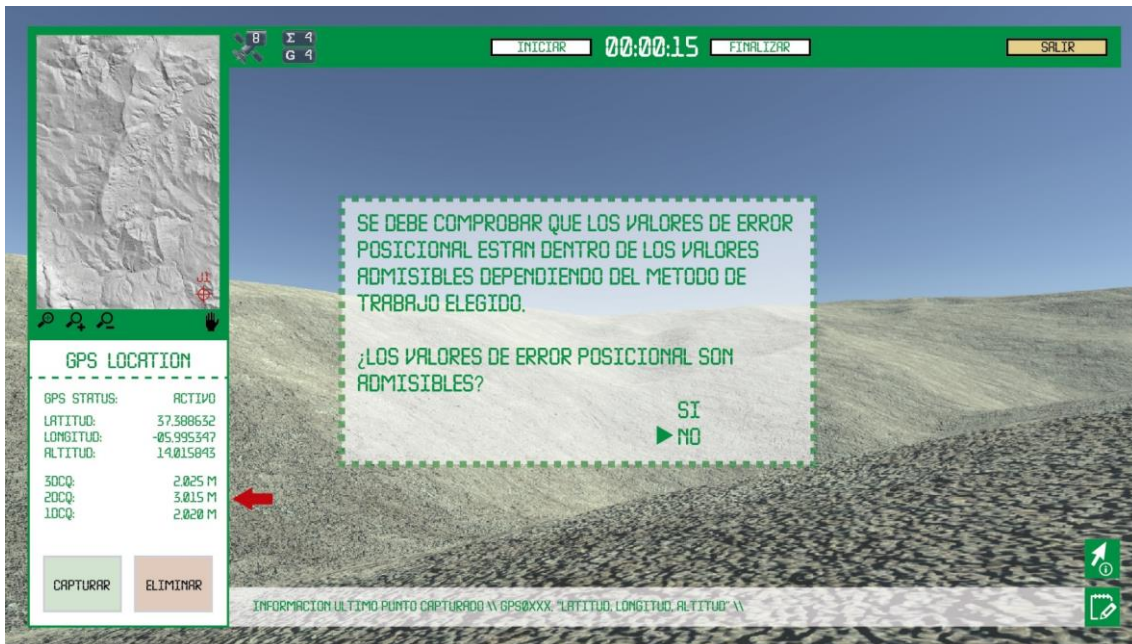 8
Σ 4
G 4
INICIAR
00:00:15
FINALIZAR
SALIR
J1
GPS LOCATION
GPS STATUS: ACTIVO
LATITUD: 37.388632
LONGITUD: -05.995347
ALTITUD: 14.015843
3DCQ: 2.025 M
2DCQ: 3.015 M
1DCQ: 2.020 M
CAPTURAR
ELIMINAR
SE DEBE COMPROBAR QUE LOS VALORES DE ERROR
POSICIONAL ESTAN DENTRO DE LOS VALORES
ADMISIBLES DEPENDIENDO DEL METODO DE
TRABAJO ELEGIDO.
¿LOS VALORES DE ERROR POSICIONAL SON
ADMISIBLES?
SI
NO
INFORMACION ULTIMO PUNTO CAPTURADO \\ GPS0XXX: "LATITUD; LONGITUD; ALTITUD" \\